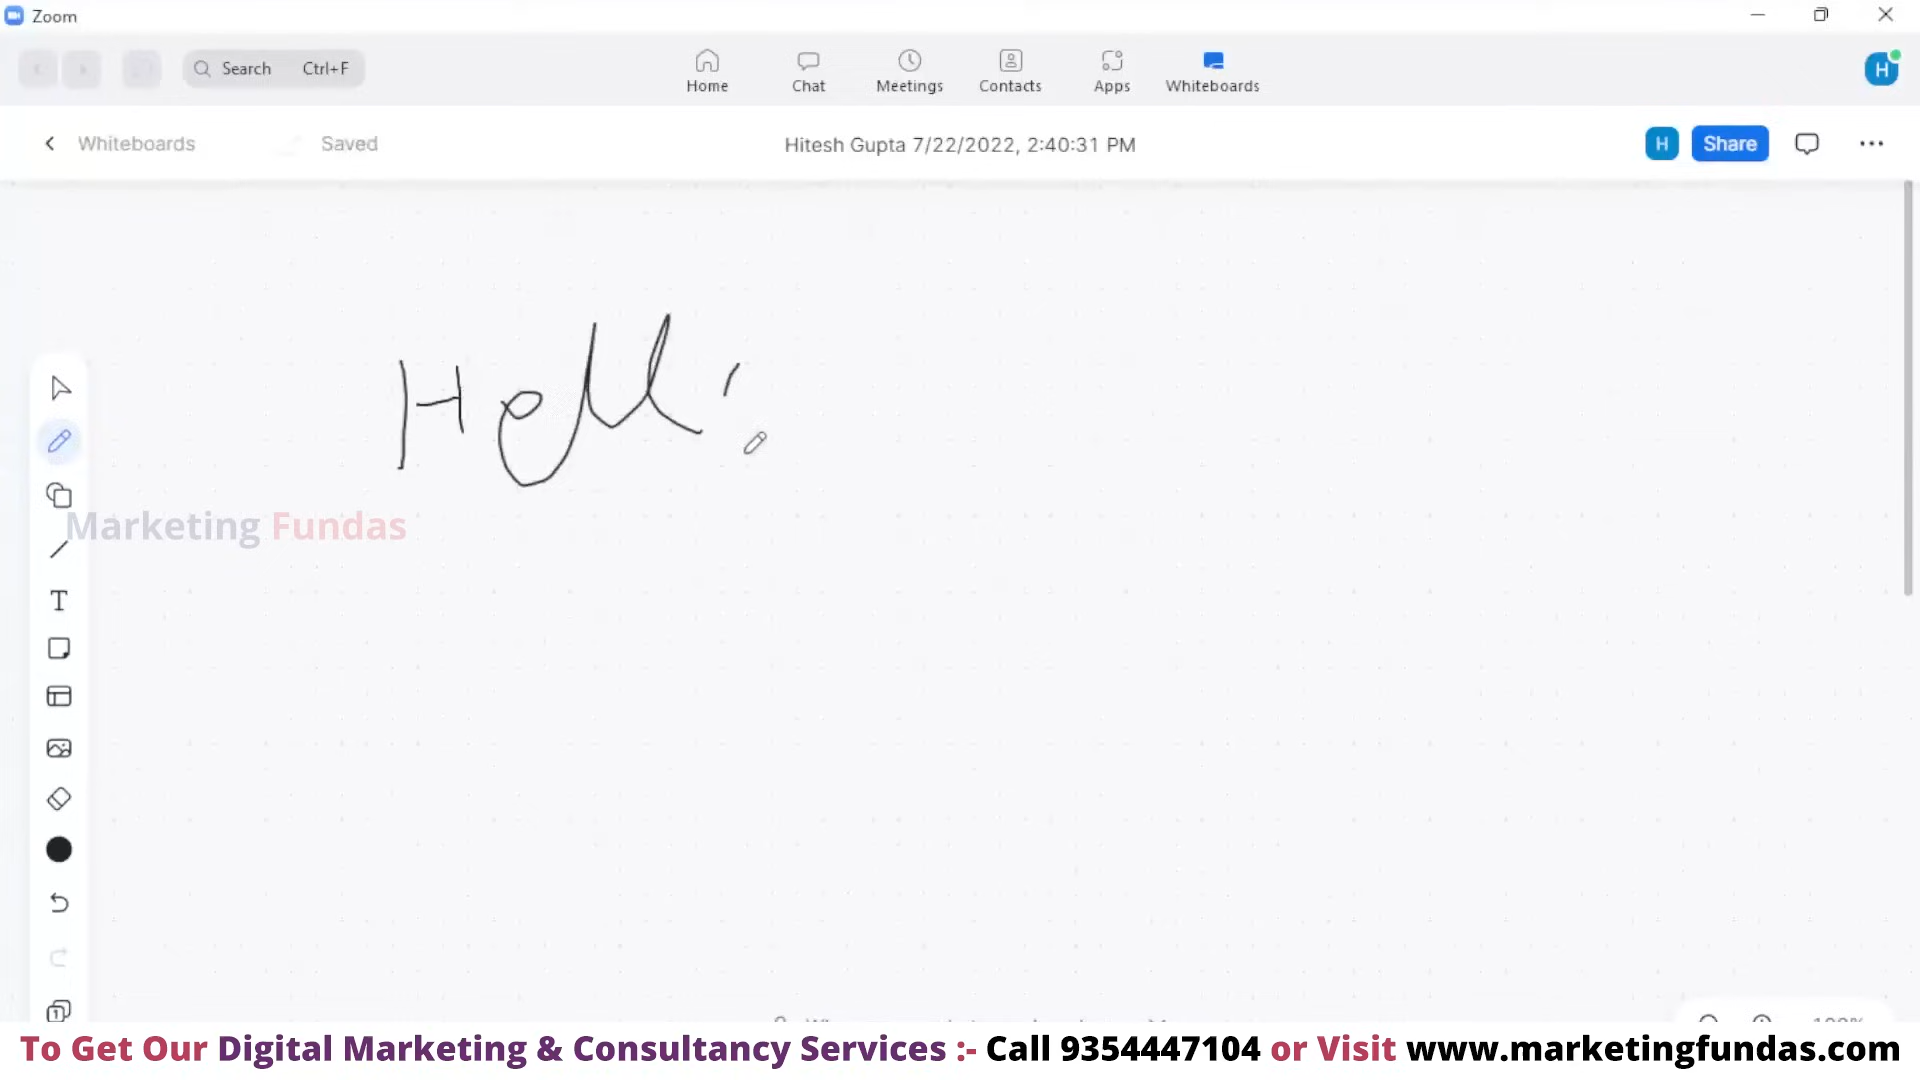 Zoom
Search Ctrl+F
Home Chat Meetings Contacts Apps Whiteboards
H
Whiteboards Saved
Hitesh Gupta 7/22/2022, 2:40:31 PM
H Share
Hell
Marketing Fundas
T
1
To Get Our Digital Marketing & Consultancy Services :- Call 9354447104 or Visit www.marketingfundas.com